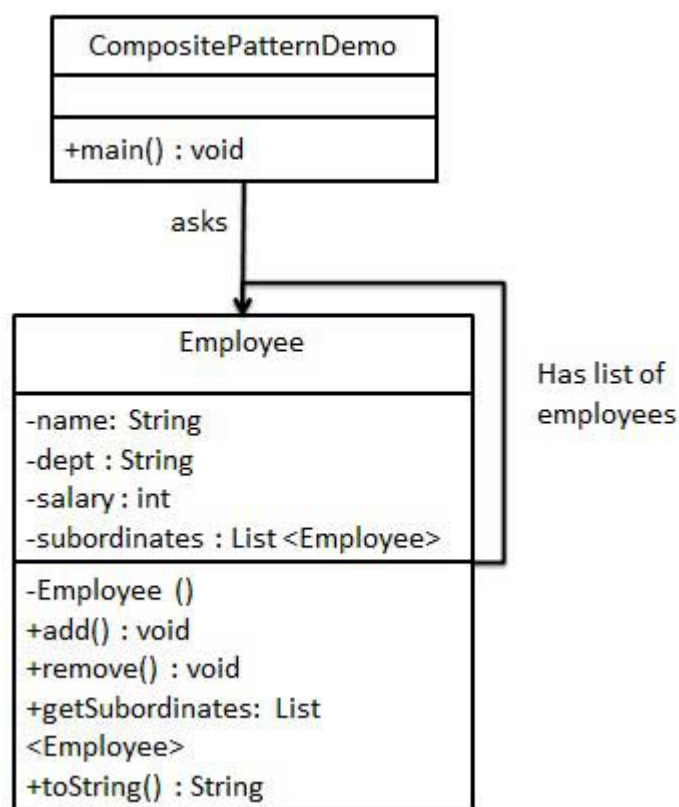 CompositePatternDemo
+main() : void
asks
Employee
Has list of
employees
-name: String
-dept : String
-salary : int
-subordinates : List <Employee>
-Employee ()
+add() : void
+remove() : void
+getSubordinates: List
<Employee>
+toString() : String